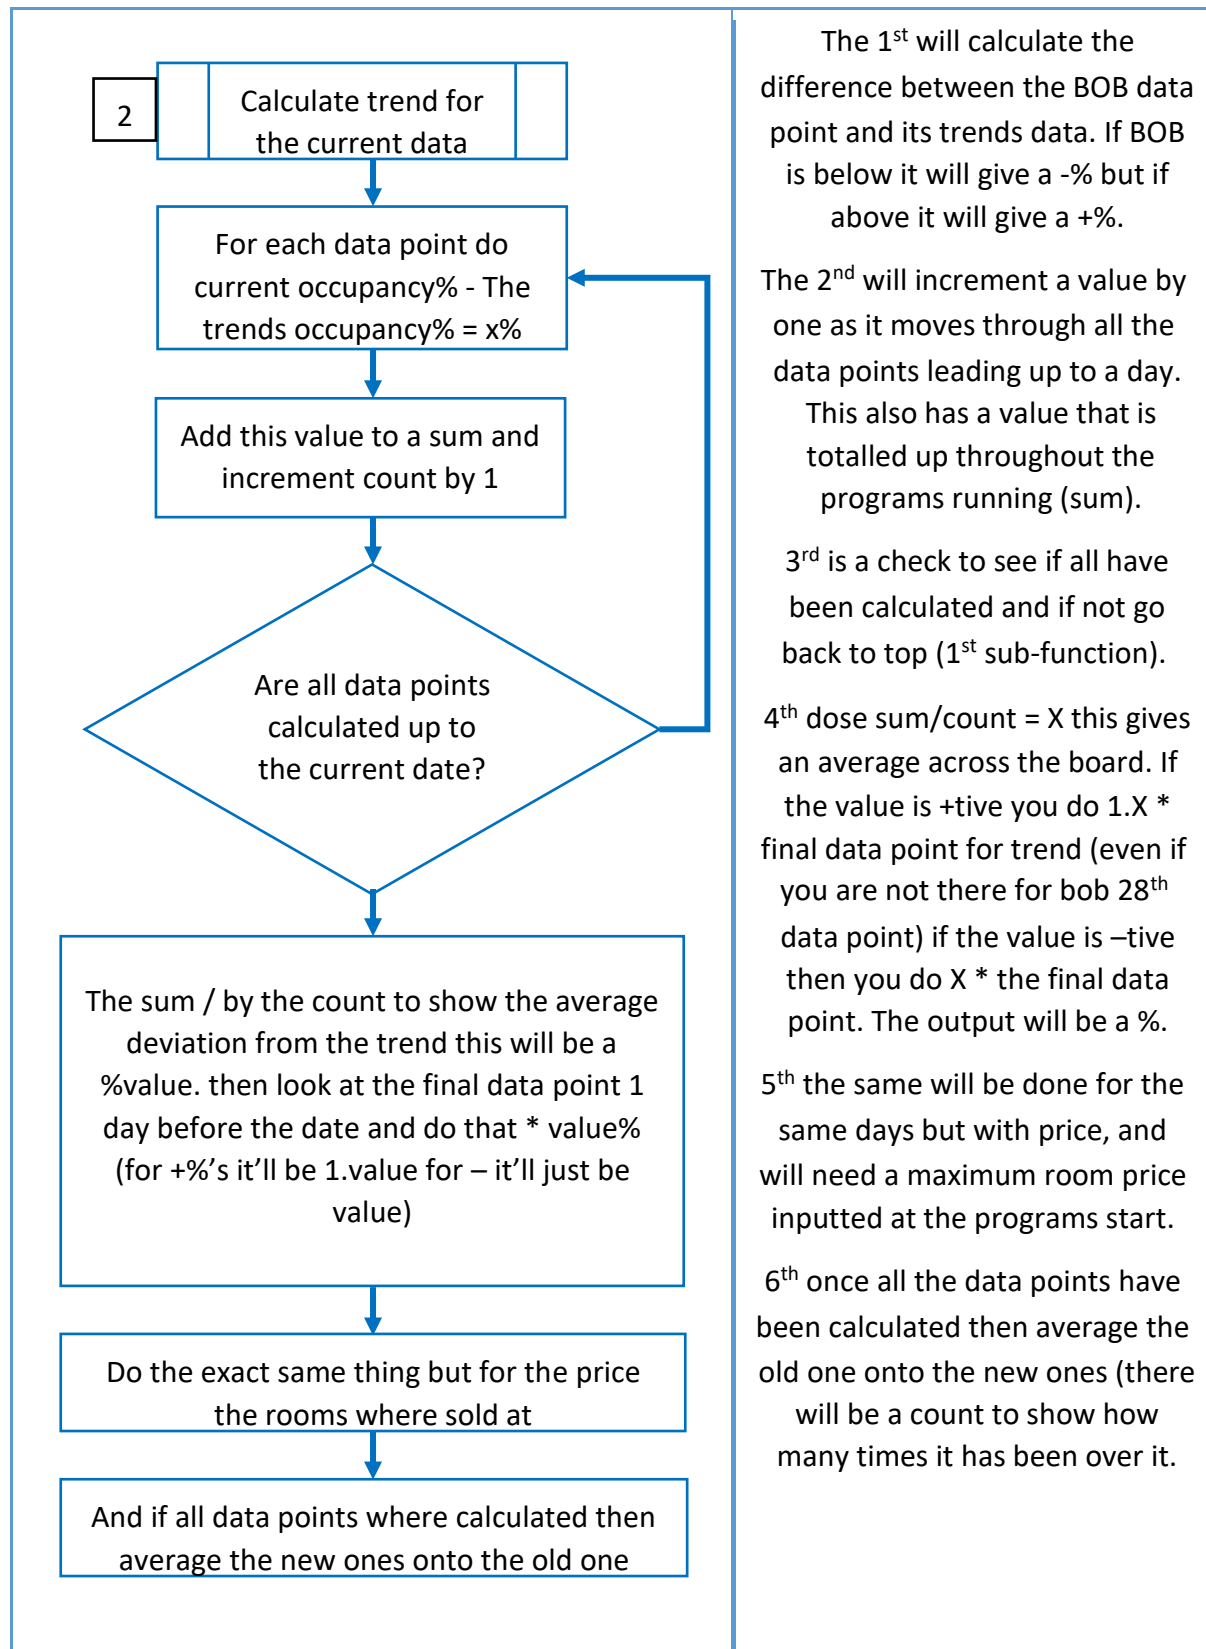 2
Calculate trend for
the current data
For each data point do
current occupancy% - The
trends occupancy% = x%
Add this value to a sum and
increment count by 1
Are all data points
calculated up to
the current date?
The sum / by the count to show the average
deviation from the trend this will be a
%value. then look at the final data point 1
day before the date and do that * value%
(for +%'s it'll be 1.value for – it'll just be
value)
Do the exact same thing but for the price
the rooms where sold at
And if all data points where calculated then
average the new ones onto the old one
The 1st will calculate the
difference between the BOB data
point and its trends data. If BOB
is below it will give a -% but if
above it will give a +%.
The 2nd will increment a value by
one as it moves through all the
data points leading up to a day.
This also has a value that is
totalled up throughout the
programs running (sum).
3rd is a check to see if all have
been calculated and if not go
back to top (1st sub-function).
4th dose sum/count = X this gives
an average across the board. If
the value is +tive you do 1.X *
final data point for trend (even if
you are not there for bob 28th
data point) if the value is –tive
then you do X * the final data
point. The output will be a %.
5th the same will be done for the
same days but with price, and
will need a maximum room price
inputted at the programs start.
6th once all the data points have
been calculated then average the
old one onto the new ones (there
will be a count to show how
many times it has been over it.